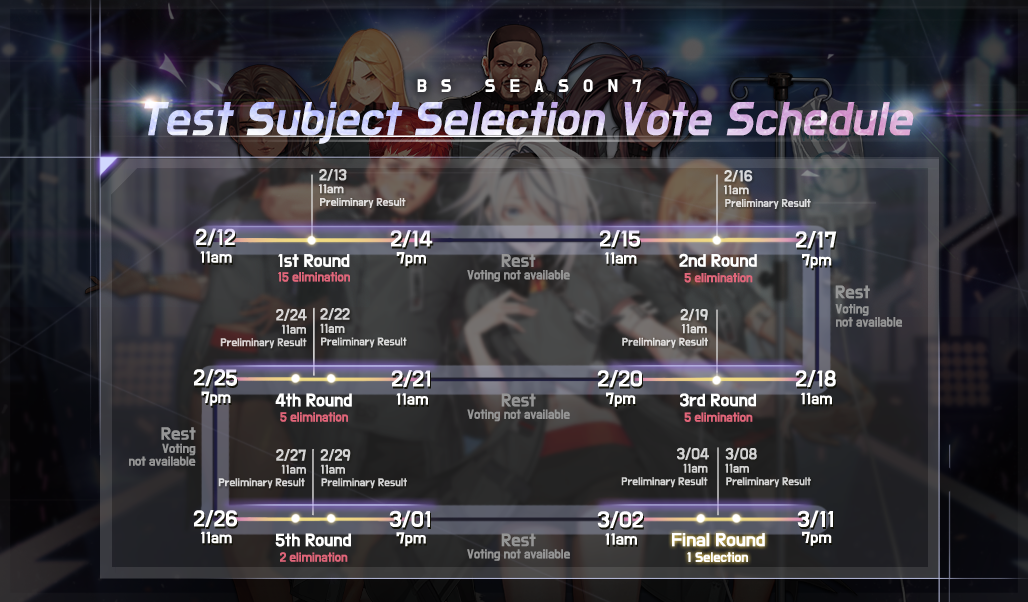 BS SEASON7
Test Subject Selection Vote Schedule
2/13
11am
Preliminary Result
2/12
11am
1st Round
15 elimination
2/14
7pm
Rest
Voting not available
2/16
11am
Preliminary Result
2/15
11am
2nd Round
5 elimination
2/17
7pm
Rest
Voting
not available
2/19
11am
Preliminary Result
2/18
11am
3rd Round
5 elimination
2/20
7pm
Rest
Voting not available
2/22
11am
Preliminary Result
2/24
11am
Preliminary Result
2/21
11am
4th Round
5 elimination
2/25
7pm
Rest
Voting
not available
2/27
11am
Preliminary Result
2/29
11am
Preliminary Result
2/26
11am
5th Round
2 elimination
3/01
7pm
Rest
Voting not available
3/04
11am
Preliminary Result
3/08
11am
Preliminary Result
3/02
11am
Final Round
1 Selection
3/11
7pm